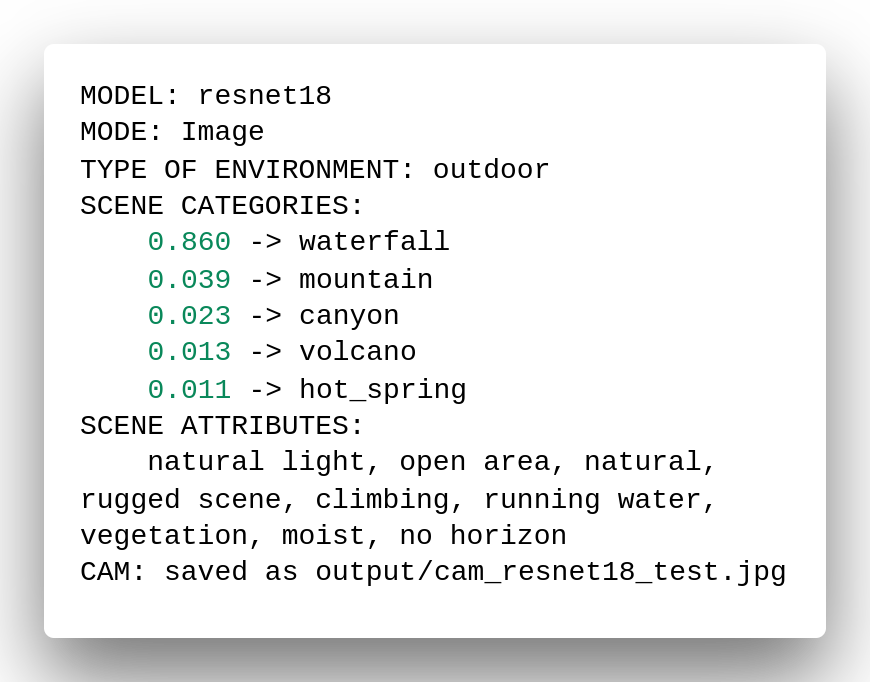 MODEL: resnet18
MODE: Image
TYPE OF ENVIRONMENT: outdoor
SCENE CATEGORIES:
    0.860 -> waterfall
    0.039 -> mountain
    0.023 -> canyon
    0.013 -> volcano
    0.011 -> hot_spring
SCENE ATTRIBUTES:
    natural light, open area, natural,
rugged scene, climbing, running water,
vegetation, moist, no horizon
CAM: saved as output/cam_resnet18_test.jpg